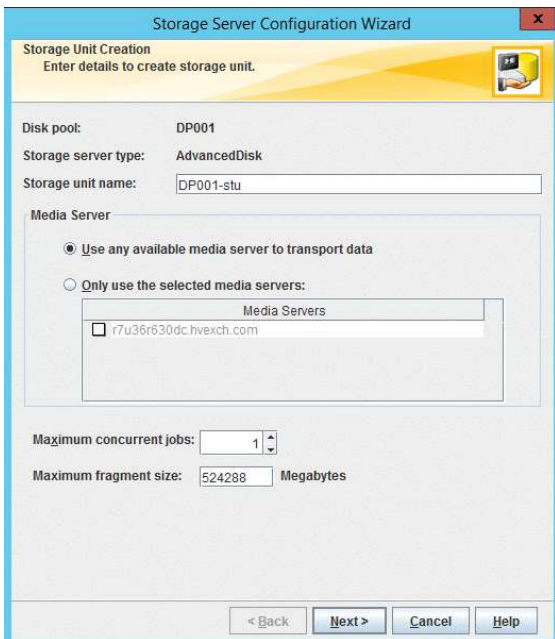 Storage Server Configuration Wizard
x
Storage Unit Creation
Enter details to create storage unit.
Disk pool: DP001
Storage server type: AdvancedDisk
Storage unit name: DP001-stu
Media Server
Use any available media server to transport data
Only use the selected media servers:
Media Servers
r7u36r630dc.hvexch.com
Maximum concurrent jobs: 1
Maximum fragment size: 524288 Megabytes
< Back Next > Cancel Help